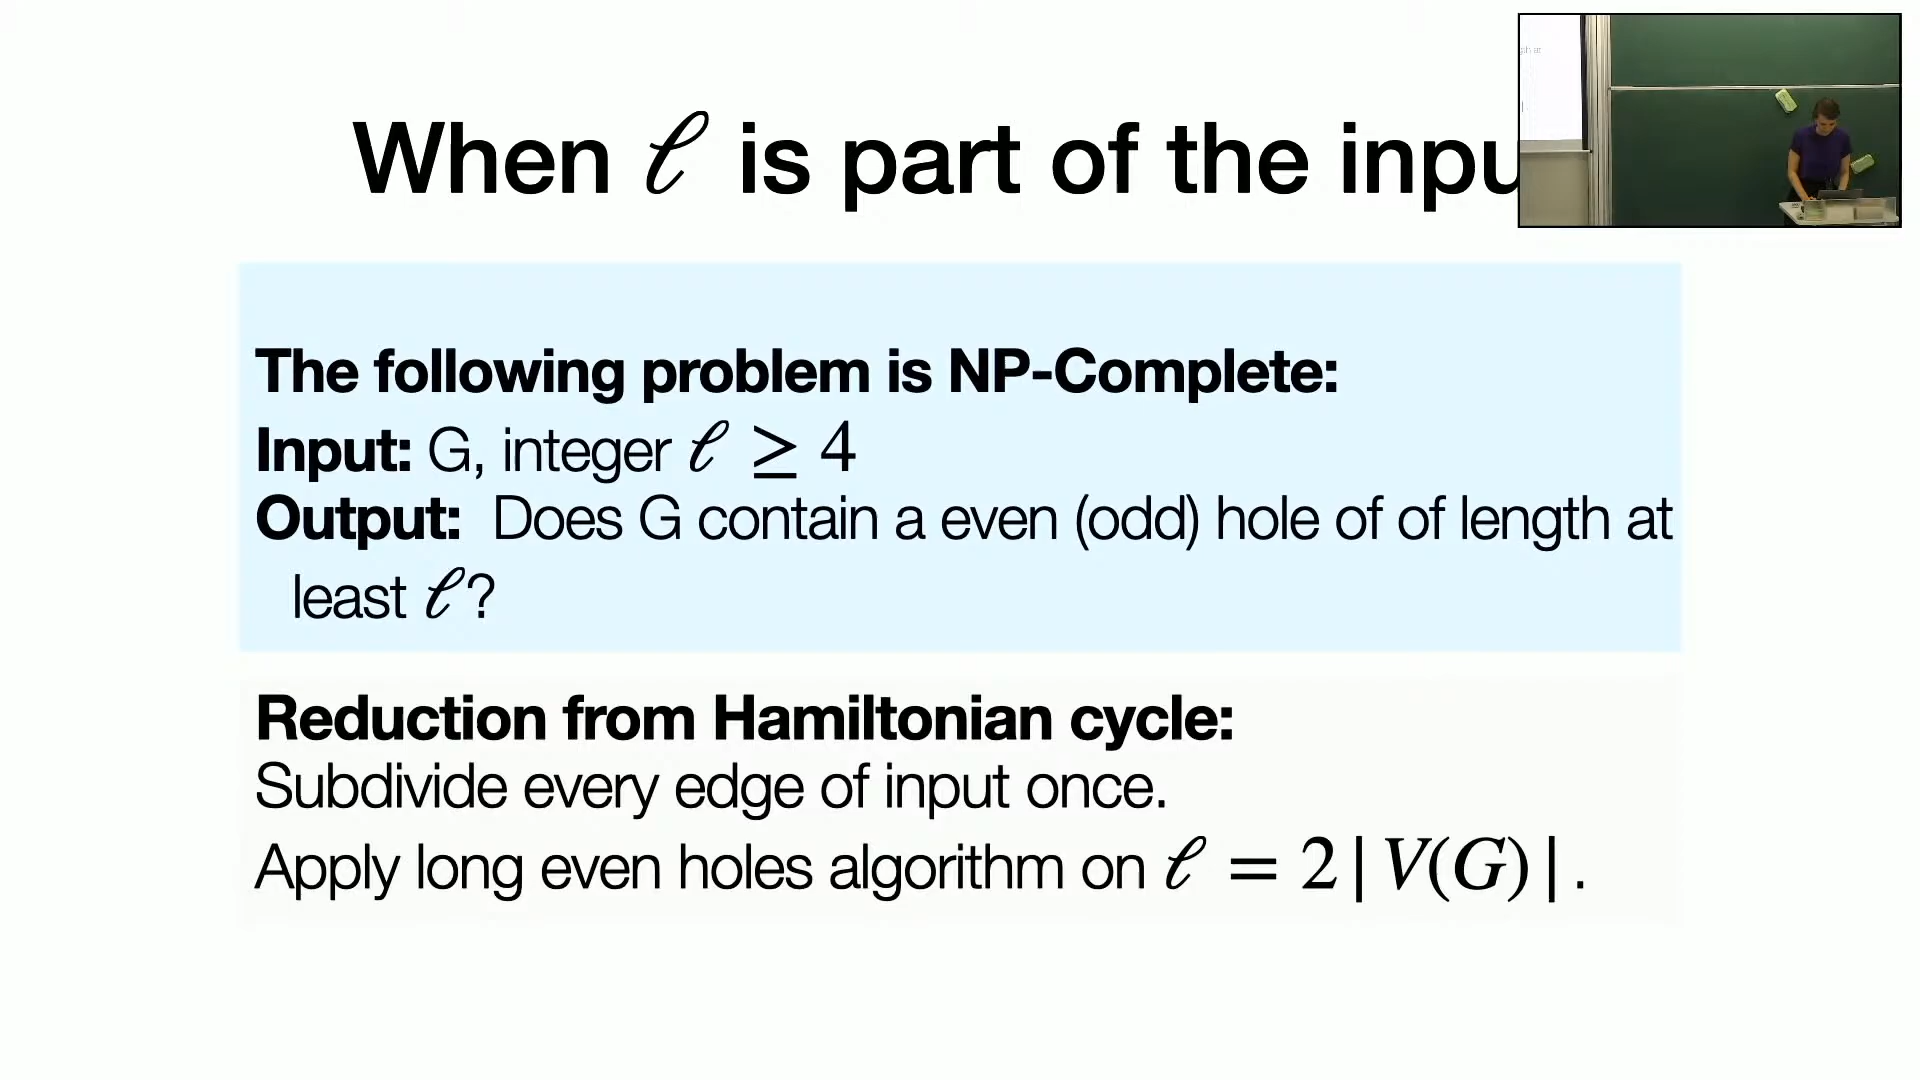 When ℓ is part of the inpu
The following problem is NP-Complete:
Input: G, integer ℓ ≥ 4
Output: Does G contain a even (odd) hole of of length at
least ℓ?
Reduction from Hamiltonian cycle:
Subdivide every edge of input once.
Apply long even holes algorithm on ℓ = 2|V(G)|.